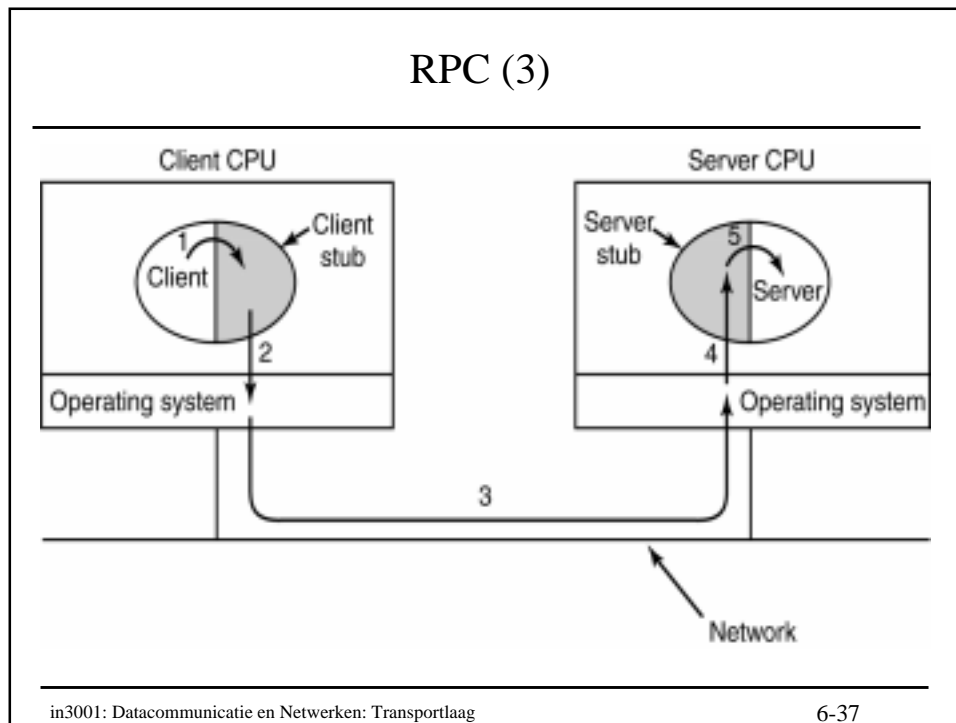 RPC (3)
Client CPU
Server CPU
1
Client
Client
stub
2
Operating system
Server
stub
5
Server
4
Operating system
3
Network
in3001: Datacommunicatie en Netwerken: Transportlaag
6-37